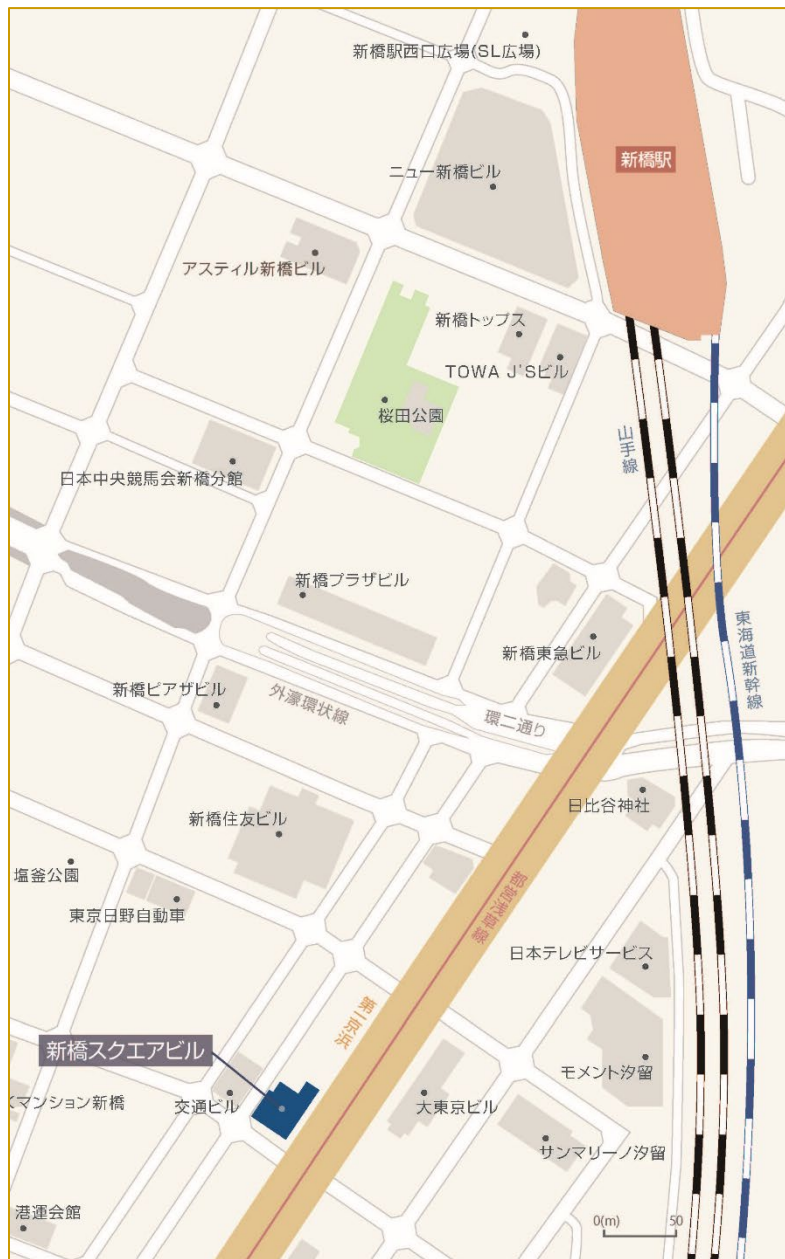 新橋駅西口広場(SL広場)
新橋駅
ニュー新橋ビル
アスティル新橋ビル
新橋トップス
TOWA J'Sビル
桜田公園
山手線
日本中央競馬会新橋分館
新橋プラザビル
新橋東急ビル
東海道新幹線
新橋ビアザビル
外濠環状線
環二通り
日比谷神社
新橋住友ビル
塩釜公園
都営浅草線
東京日野自動車
日本テレビサービス
第一京浜
新橋スクエアビル
モメント汐留
マンション新橋
交通ビル
大東京ビル
サンマリーノ汐留
港運会館
0(m) 50